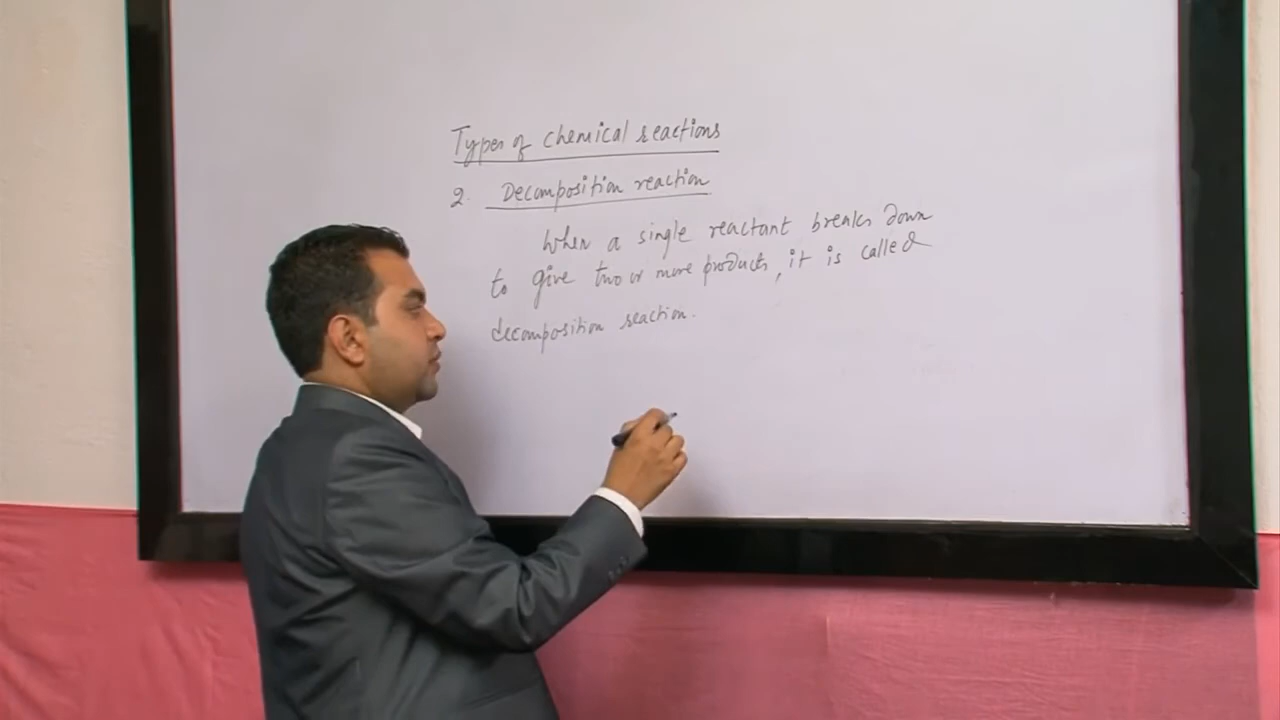 Types of chemical reactions
2. Decomposition reaction
When a single reactant breaks down
to give two or more products, it is called
decomposition reaction.